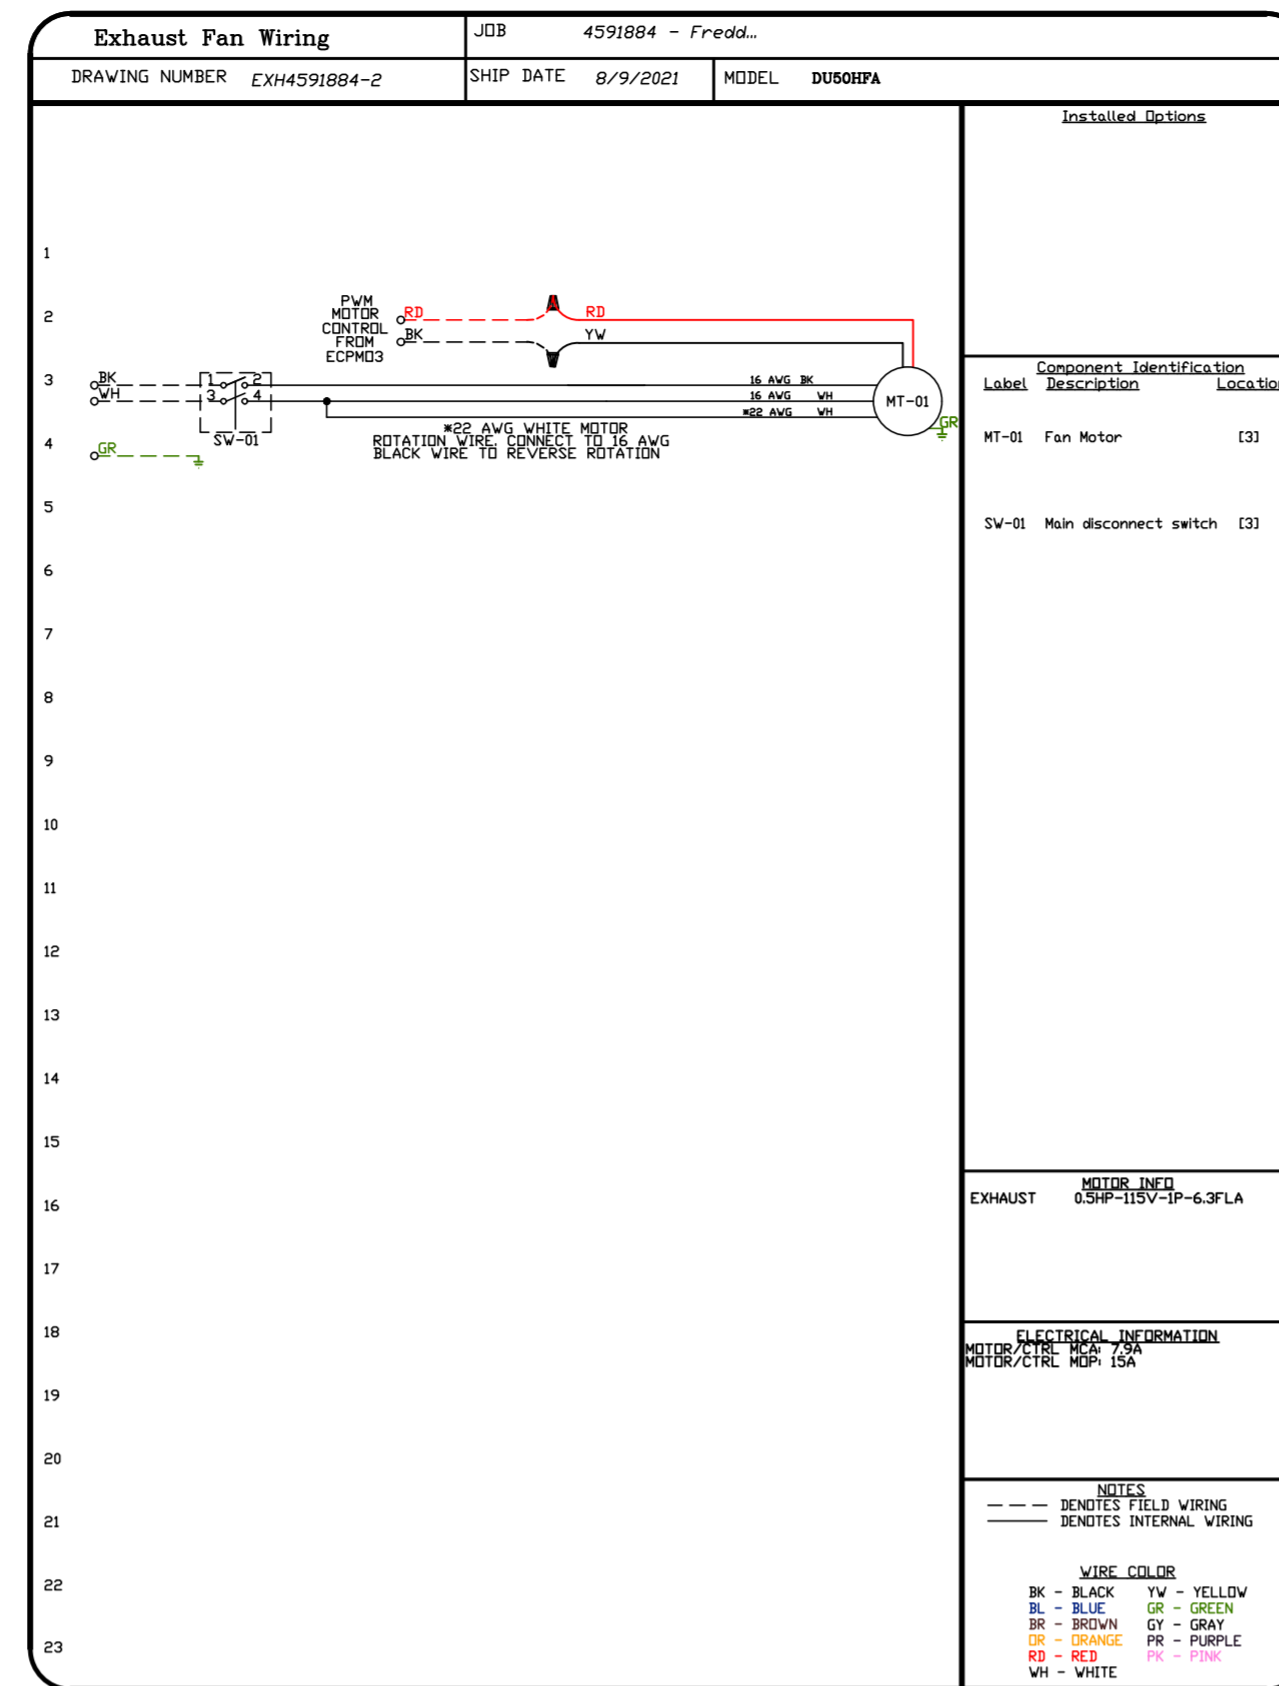 Exhaust Fan Wiring
JOB 4591884 - Fredd...
DRAWING NUMBER EXH4591884-2
SHIP DATE 8/9/2021
MODEL DU50HFA
Installed Options
1
2
3
4
5
6
7
8
9
10
11
12
13
14
15
16
17
18
19
20
21
22
23
PWM
MOTOR
CONTROL
FROM
ECPM03
RD
RD
BK
YW
BK
WH
1 2
3 4
SW-01
GR
16 AWG BK
16 AWG WH
*22 AWG WH
MT-01
GR
*22 AWG WHITE MOTOR
ROTATION WIRE. CONNECT TO 16 AWG
BLACK WIRE TO REVERSE ROTATION
Component Identification
Label Description Location
MT-01 Fan Motor [3]
SW-01 Main disconnect switch [3]
MOTOR INFO
EXHAUST 0.5HP-115V-1P-6.3FLA
ELECTRICAL INFORMATION
MOTOR/CTRL MCA: 7.9A
MOTOR/CTRL MOP: 15A
NOTES
DENOTES FIELD WIRING
DENOTES INTERNAL WIRING
WIRE COLOR
BK - BLACK YW - YELLOW
BL - BLUE GR - GREEN
BR - BROWN GY - GRAY
OR - ORANGE PR - PURPLE
RD - RED PK - PINK
WH - WHITE